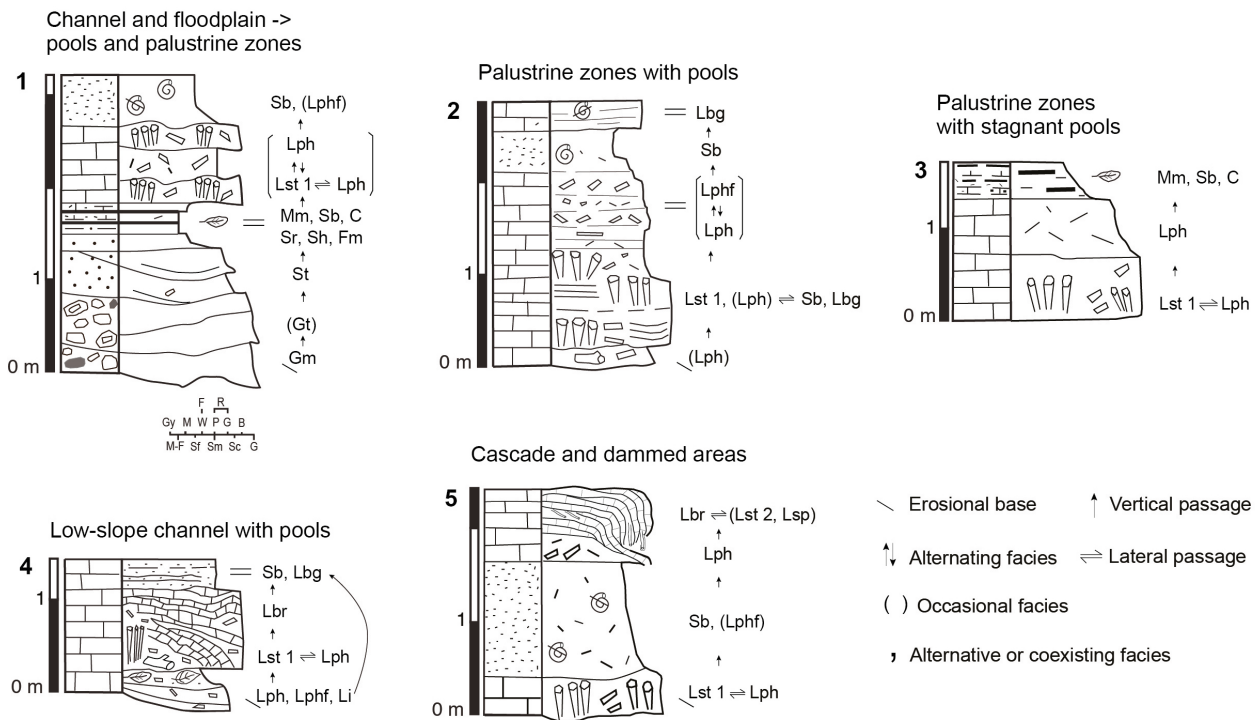 Channel and floodplain ->
pools and palustrine zones
1
Sb, (Lphf)
Lph
Lst 1 ⇌ Lph
Mm, Sb, C
Sr, Sh, Fm
St
1
(Gt)
Gm
0 m
F R
Gy M W P G B
M-F Sf Sm Sc G
Palustrine zones with pools
2
Lbg
Sb
Lphf
Lph
1
Lst 1, (Lph) ⇌ Sb, Lbg
(Lph)
0 m
Palustrine zones
with stagnant pools
3
Mm, Sb, C
1
Lph
Lst 1 ⇌ Lph
0 m
Low-slope channel with pools
4
Sb, Lbg
1
Lbr
Lst 1 ⇌ Lph
Lph, Lphf, Li
0 m
Cascade and dammed areas
5
Lbr ⇌ (Lst 2, Lsp)
Lph
1
Sb, (Lphf)
Lst 1 ⇌ Lph
0 m
Erosional base
Vertical passage
Alternating facies
⇌ Lateral passage
( ) Occasional facies
, Alternative or coexisting facies